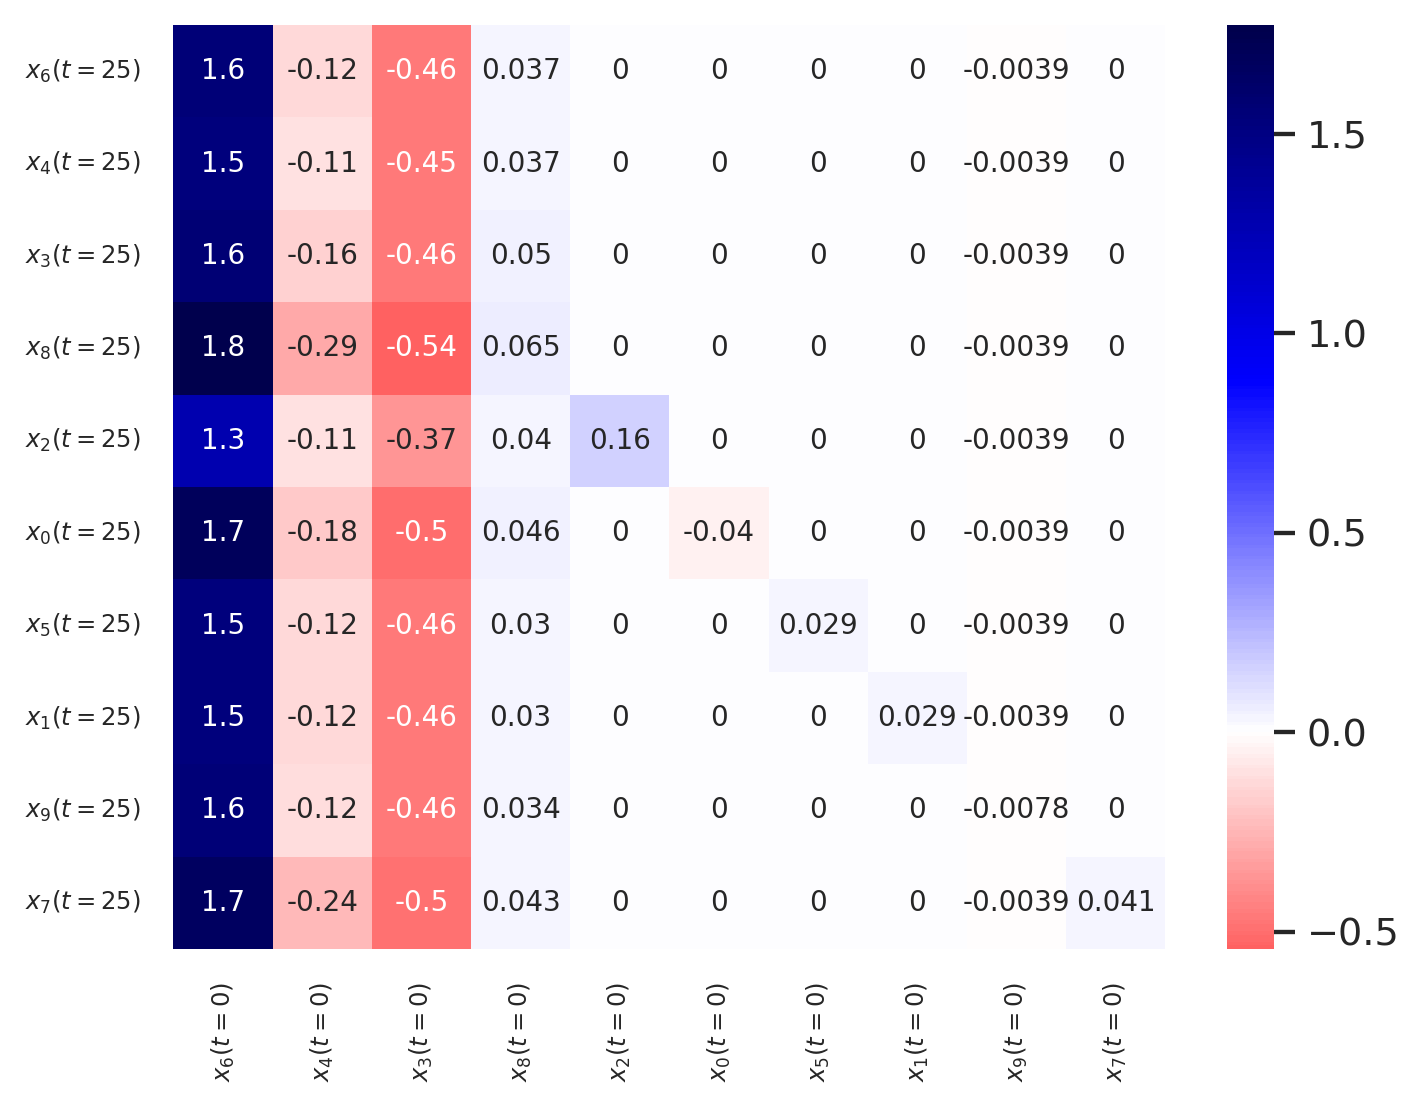 x₆(t = 25) 1.6 -0.12 -0.46 0.037 0 0 0 0 -0.0039 0
x₄(t = 25) 1.5 -0.11 -0.45 0.037 0 0 0 0 -0.0039 0
x₃(t = 25) 1.6 -0.16 -0.46 0.05 0 0 0 0 -0.0039 0
x₈(t = 25) 1.8 -0.29 -0.54 0.065 0 0 0 0 -0.0039 0
x₂(t = 25) 1.3 -0.11 -0.37 0.04 0.16 0 0 0 -0.0039 0
x₀(t = 25) 1.7 -0.18 -0.5 0.046 0 -0.04 0 0 -0.0039 0
x₅(t = 25) 1.5 -0.12 -0.46 0.03 0 0 0.029 0 -0.0039 0
x₁(t = 25) 1.5 -0.12 -0.46 0.03 0 0 0 0.029 -0.0039 0
x₉(t = 25) 1.6 -0.12 -0.46 0.034 0 0 0 0 -0.0078 0
x₇(t = 25) 1.7 -0.24 -0.5 0.043 0 0 0 0 -0.0039 0.041
x₆(t = 0)
x₄(t = 0)
x₃(t = 0)
x₈(t = 0)
x₂(t = 0)
x₀(t = 0)
x₅(t = 0)
x₁(t = 0)
x₉(t = 0)
x₇(t = 0)
1.5
1.0
0.5
0.0
−0.5